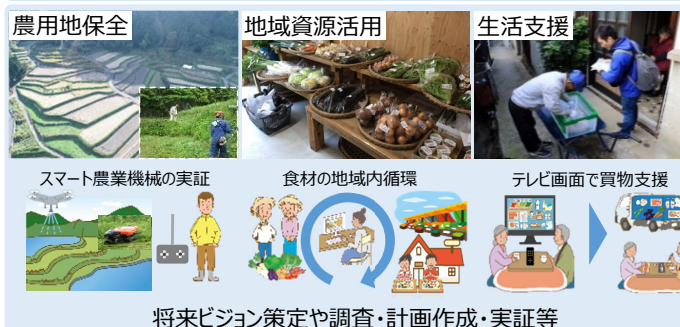 農用地保全
地域資源活用
生活支援
スマート農業機械の実証
食材の地域内循環
テレビ画面で買物支援
将来ビジョン策定や調査・計画作成・実証等